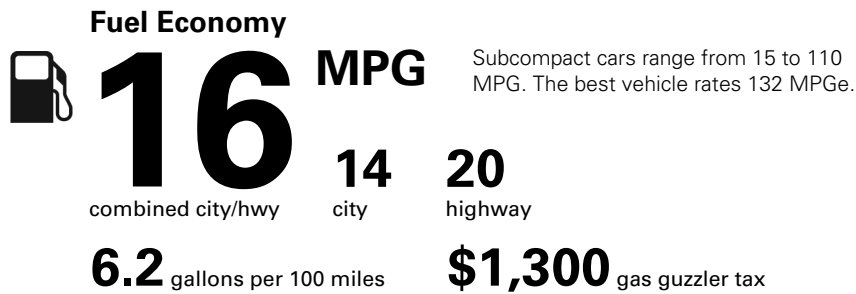 Fuel Economy
16 MPG
Subcompact cars range from 15 to 110
MPG. The best vehicle rates 132 MPGe.
14 20
combined city/hwy city highway
6.2 gallons per 100 miles $1,300 gas guzzler tax